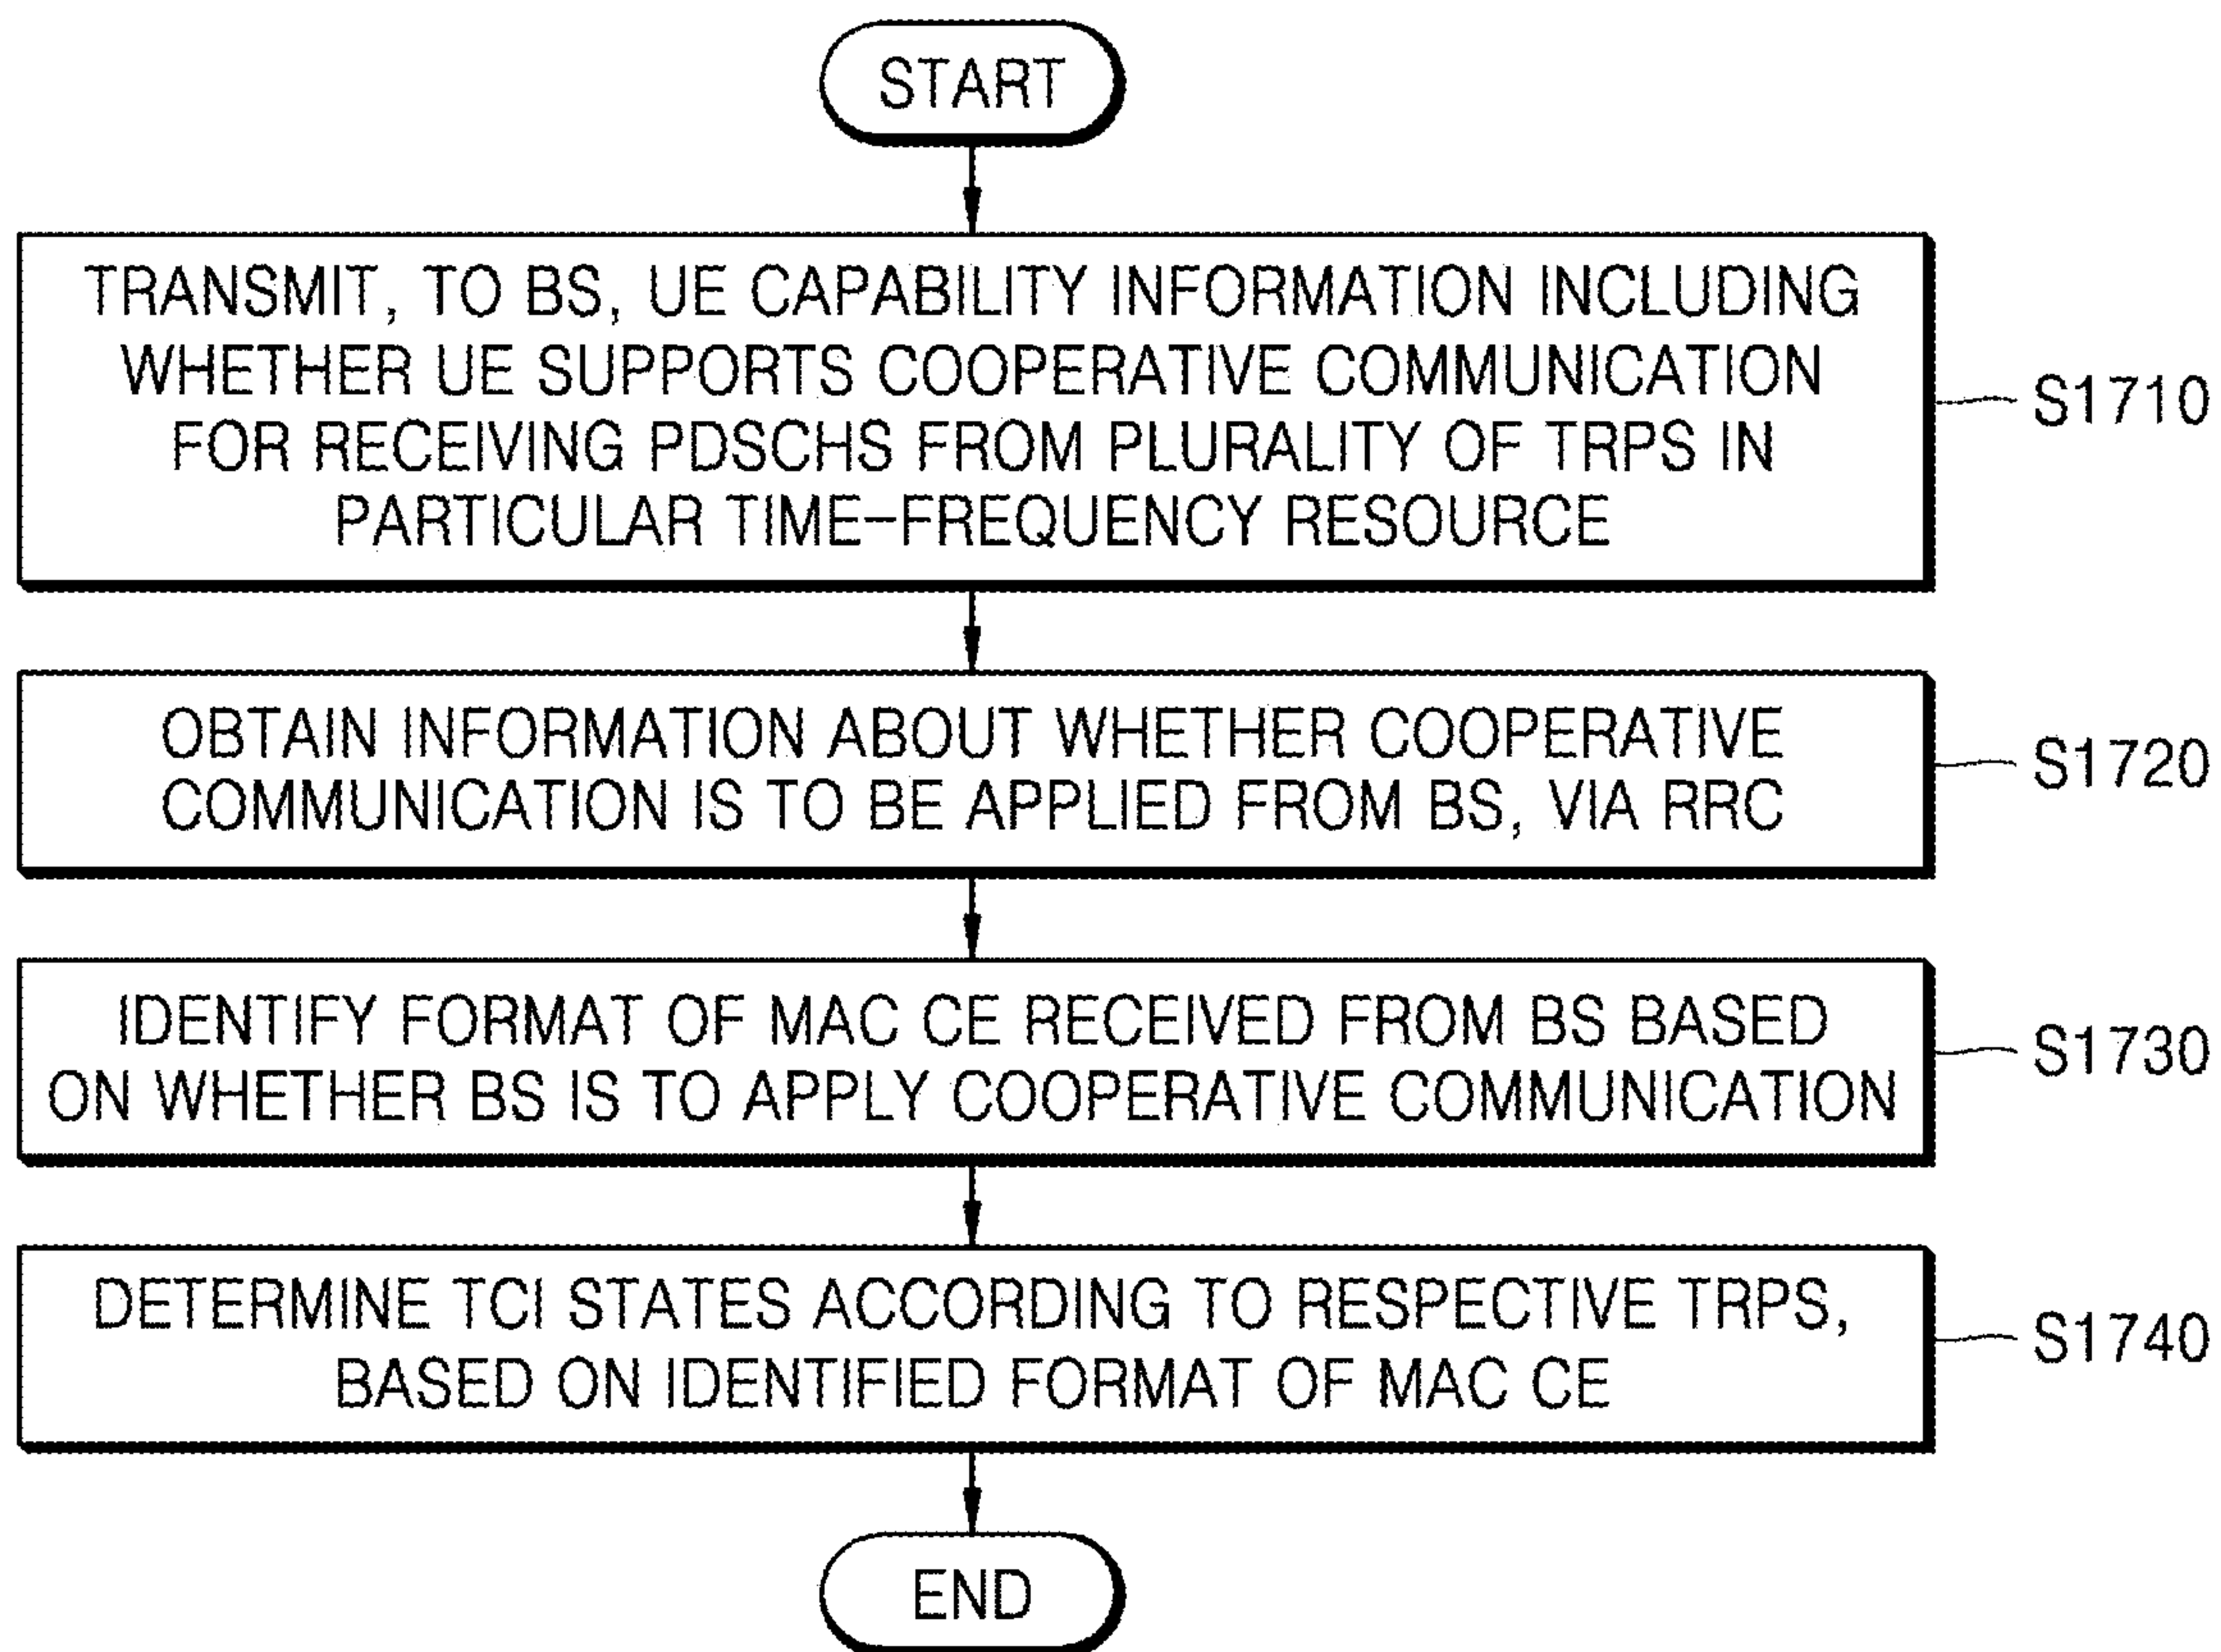 START
TRANSMIT, TO BS, UE CAPABILITY INFORMATION INCLUDING
WHETHER UE SUPPORTS COOPERATIVE COMMUNICATION
FOR RECEIVING PDSCHS FROM PLURALITY OF TRPS IN
PARTICULAR TIME-FREQUENCY RESOURCE
S1710
OBTAIN INFORMATION ABOUT WHETHER COOPERATIVE
COMMUNICATION IS TO BE APPLIED FROM BS, VIA RRC
S1720
IDENTIFY FORMAT OF MAC CE RECEIVED FROM BS BASED
ON WHETHER BS IS TO APPLY COOPERATIVE COMMUNICATION
S1730
DETERMINE TCI STATES ACCORDING TO RESPECTIVE TRPS,
BASED ON IDENTIFIED FORMAT OF MAC CE
S1740
END